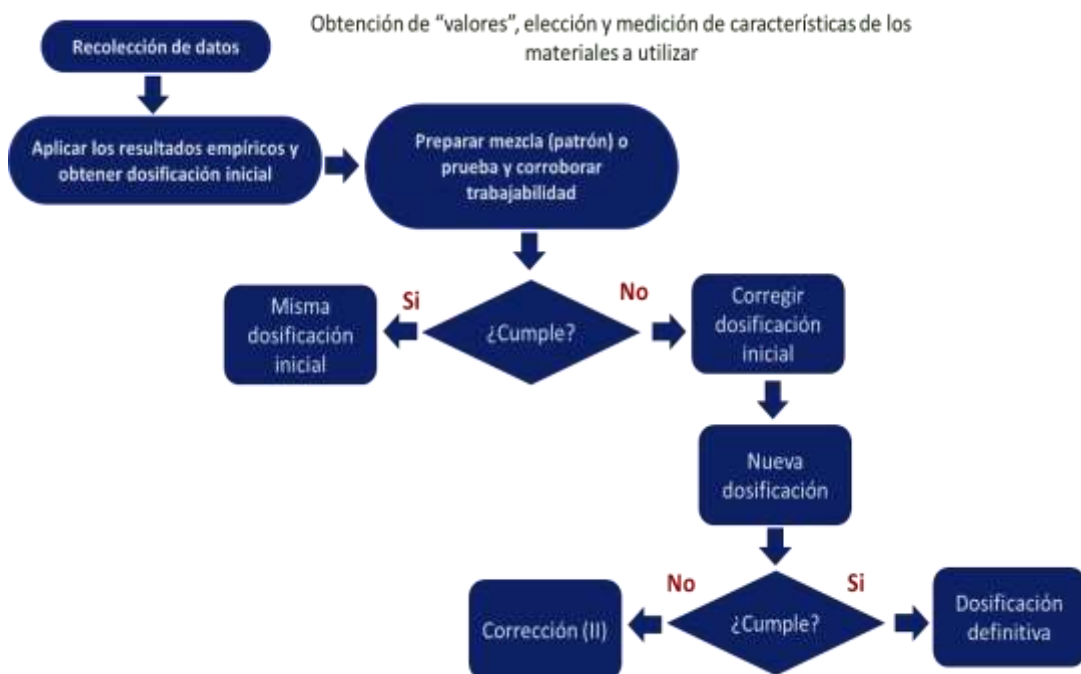 Obtención de “valores”, elección y medición de características de los
materiales a utilizar
Recolección de datos
Aplicar los resultados empíricos y
obtener dosificación inicial
Preparar mezcla (patrón) o
prueba y corroborar
trabajabilidad
Si
No
Misma
dosificación
inicial
¿Cumple?
Corregir
dosificación
inicial
Nueva
dosificación
No
Si
Corrección (II)
¿Cumple?
Dosificación
definitiva